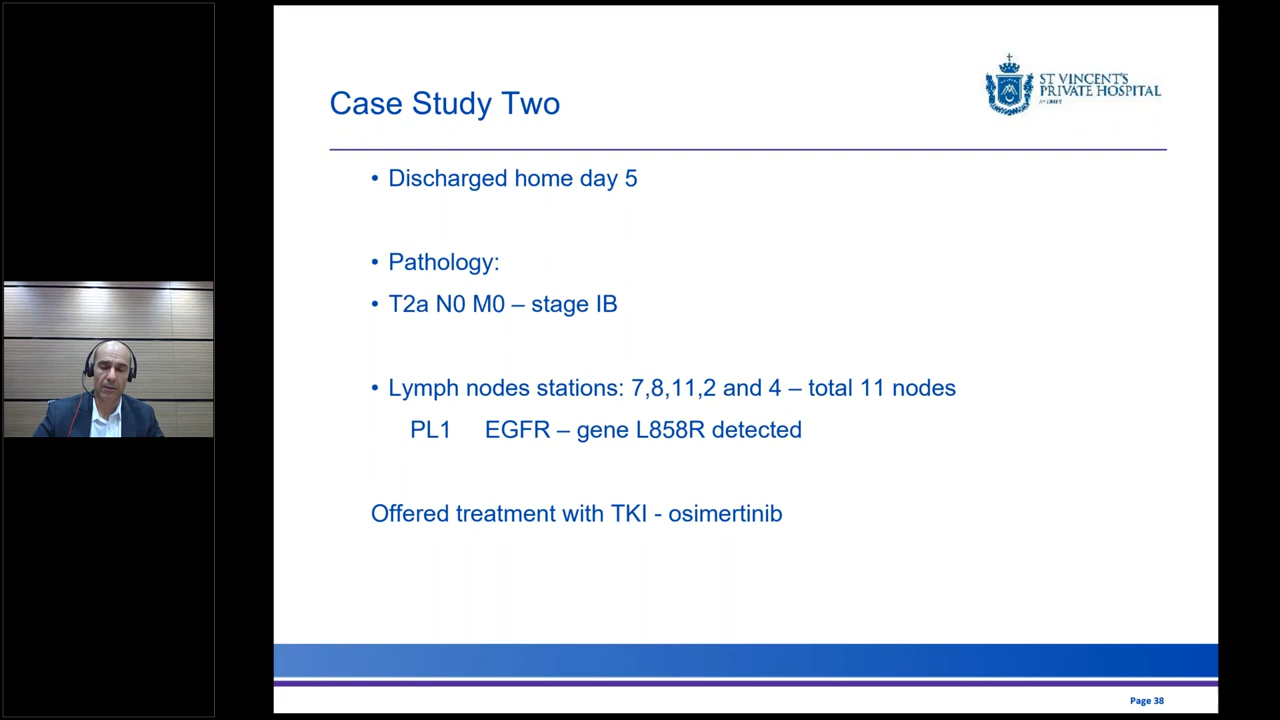 ST VINCENT'S
PRIVATE HOSPITAL
SYDNEY
Case Study Two
• Discharged home day 5
• Pathology:
• T2a N0 M0 – stage IB
• Lymph nodes stations: 7,8,11,2 and 4 – total 11 nodes
PL1 EGFR – gene L858R detected
Offered treatment with TKI - osimertinib
Page 38